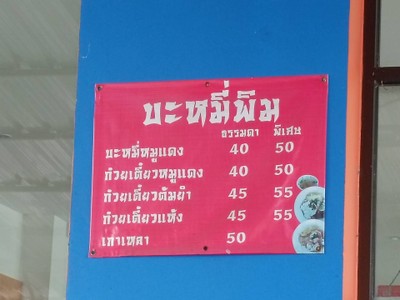 บะหมี่พิม
ธรรมดา พิเศษ
บะหมี่หมูแดง 40 50
ก๋วยเตี๋ยวหมูแดง 40 50
ก๋วยเตี๋ยวต้มยำ 45 55
ก๋วยเตี๋ยวแห้ง 45 55
เกาเหลา 50